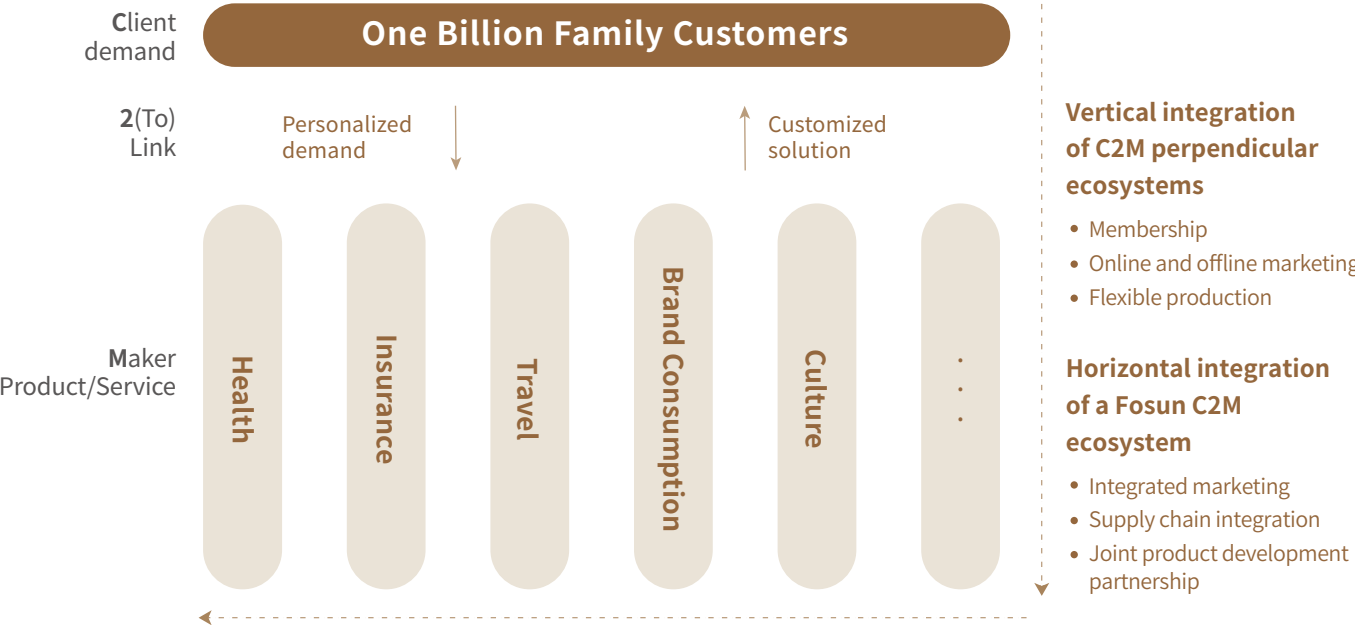 Client
demand
One Billion Family Customers
2(To)
Link
Personalized
demand
Customized
solution
Maker
Product/Service
Health
Insurance
Travel
Brand Consumption
Culture
. . .
Vertical integration
of C2M perpendicular
ecosystems
• Membership
• Online and offline marketing
• Flexible production
Horizontal integration
of a Fosun C2M
ecosystem
• Integrated marketing
• Supply chain integration
• Joint product development
partnership